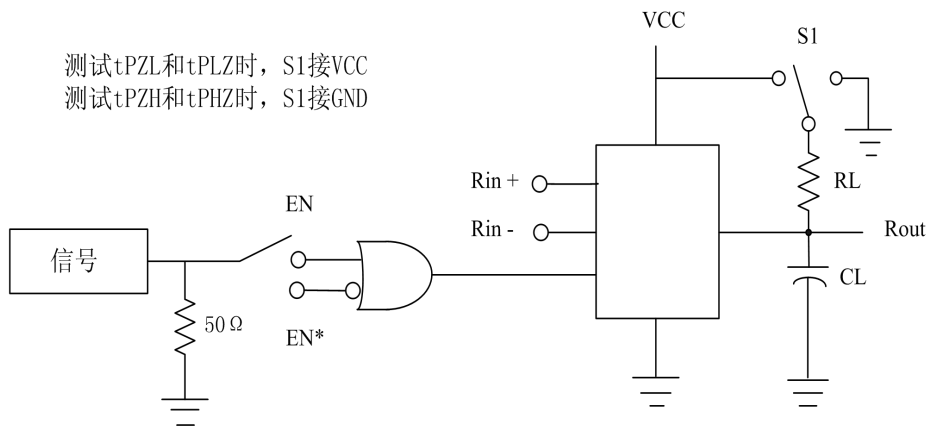 VCC
S1
测试tPZL和tPLZ时，S1接VCC
测试tPZH和tPHZ时，S1接GND
Rin +
RL
EN
Rin -
Rout
信号
CL
50Ω
EN*